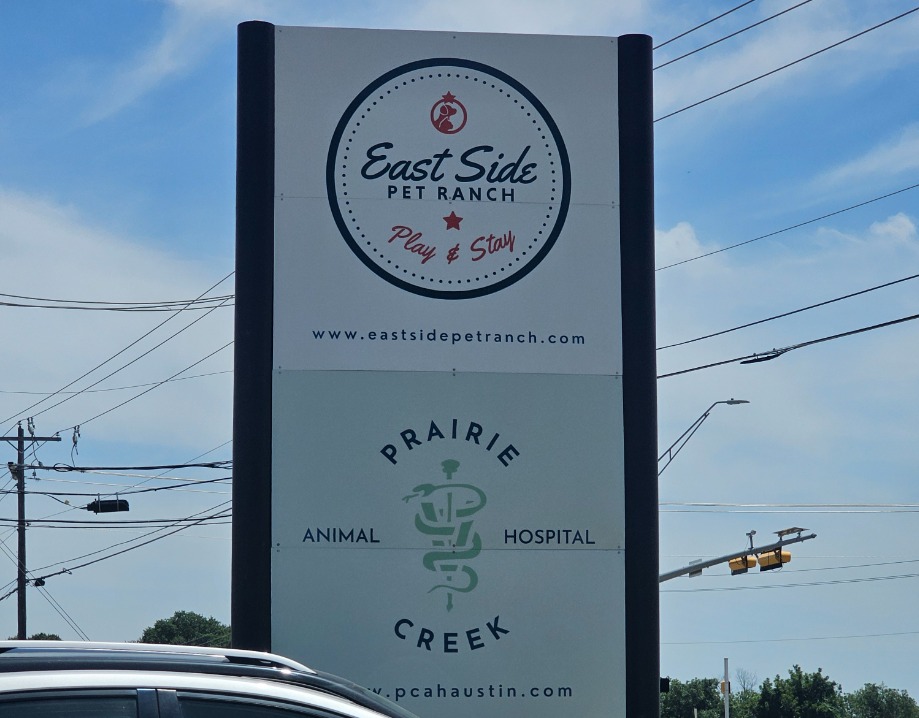 East Side
PET RANCH
Play & Stay
www.eastsidepetranch.com
PRAIRIE
ANIMAL HOSPITAL
CREEK
.pcahaustin.com